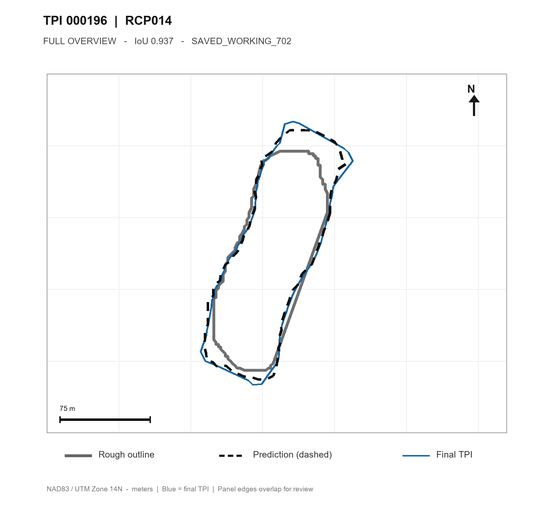 TPI 000196 | RCP014
FULL OVERVIEW - IoU 0.937 - SAVED_WORKING_702
N
75 m
Rough outline
Prediction (dashed)
Final TPI
NAD83 / UTM Zone 14N - meters | Blue = final TPI | Panel edges overlap for review